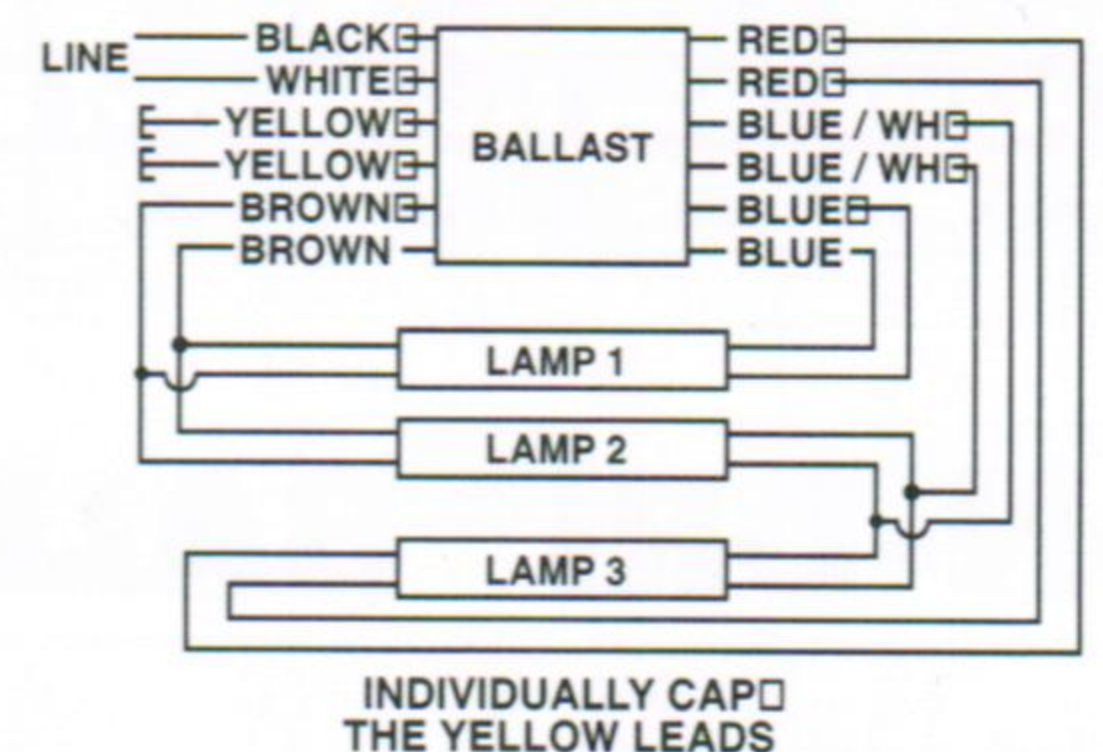 LINE
BLACK□
WHITE□
YELLOW□
YELLOW□
BROWN□
BROWN
BALLAST
RED□
RED□
BLUE / WH□
BLUE / WH□
BLUE□
BLUE
LAMP 1
LAMP 2
LAMP 3
INDIVIDUALLY CAP□
THE YELLOW LEADS